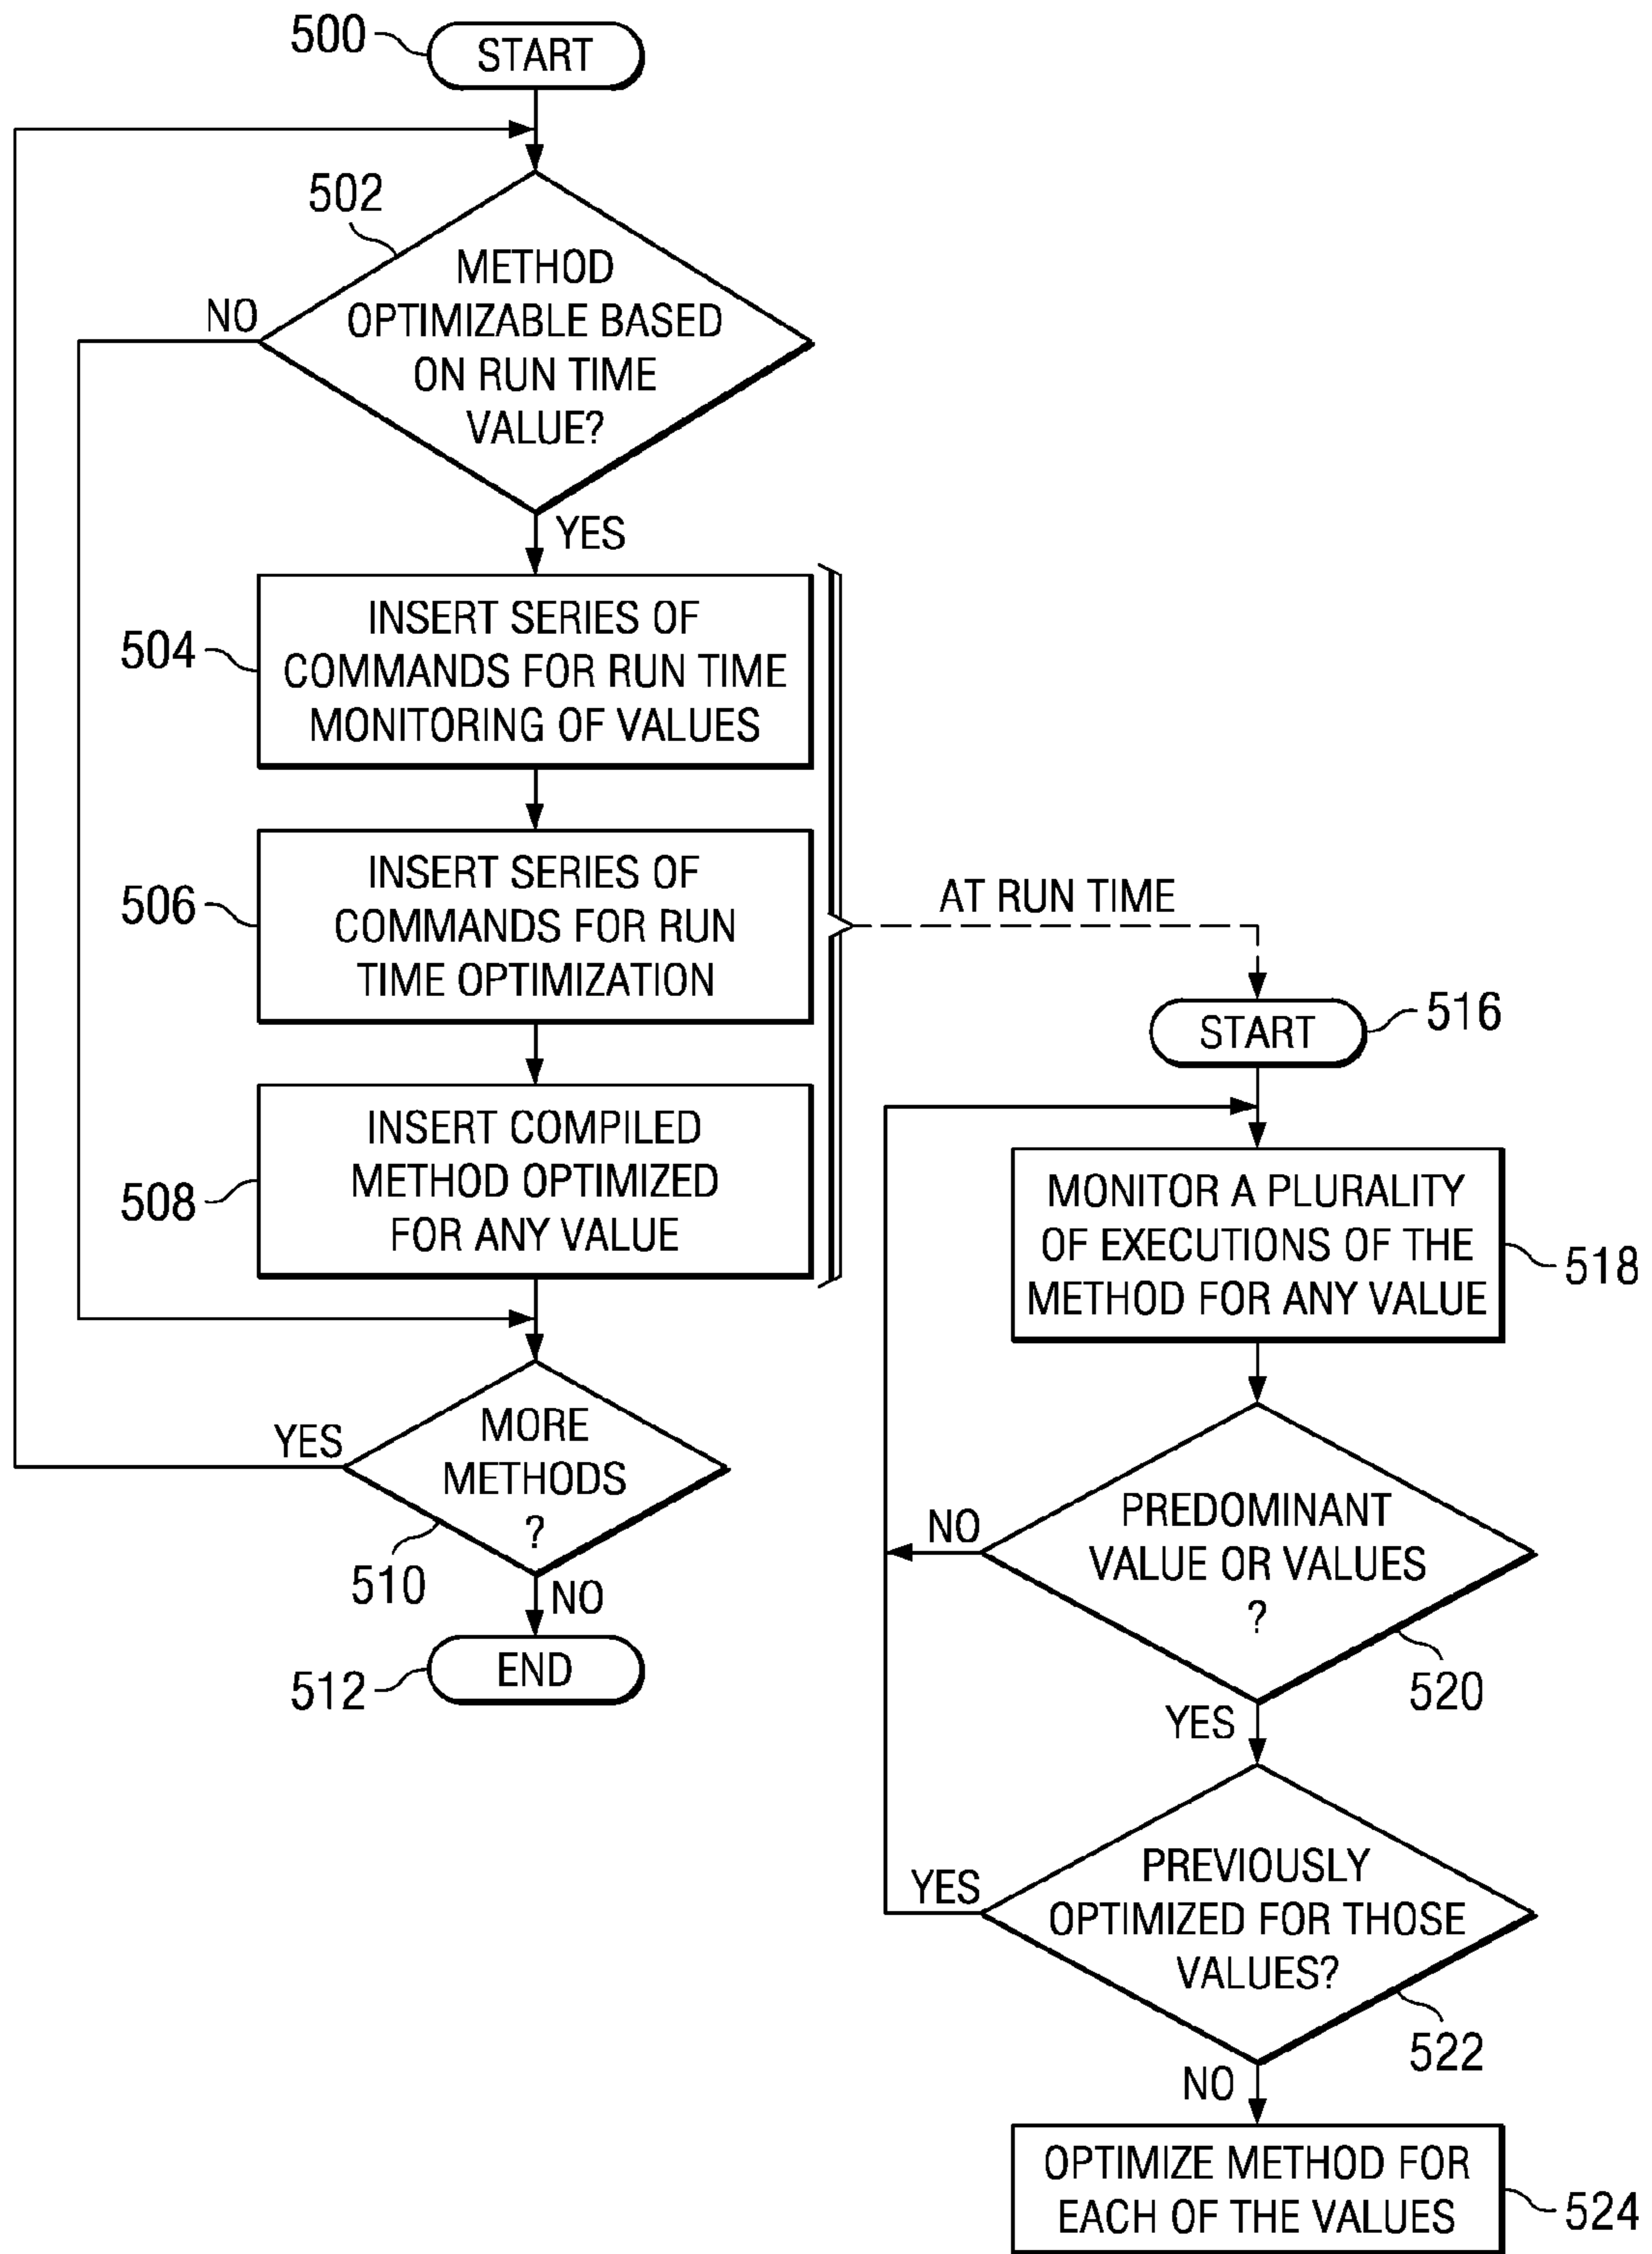 500
START
502
METHOD
OPTIMIZABLE BASED
ON RUN TIME
VALUE?
NO
YES
504
INSERT SERIES OF
COMMANDS FOR RUN TIME
MONITORING OF VALUES
506
INSERT SERIES OF
COMMANDS FOR RUN
TIME OPTIMIZATION
508
INSERT COMPILED
METHOD OPTIMIZED
FOR ANY VALUE
YES
MORE
METHODS
?
510
NO
512
END
AT RUN TIME
START
516
MONITOR A PLURALITY
OF EXECUTIONS OF THE
METHOD FOR ANY VALUE
518
NO
PREDOMINANT
VALUE OR VALUES
?
520
YES
YES
PREVIOUSLY
OPTIMIZED FOR THOSE
VALUES?
522
NO
OPTIMIZE METHOD FOR
EACH OF THE VALUES
524